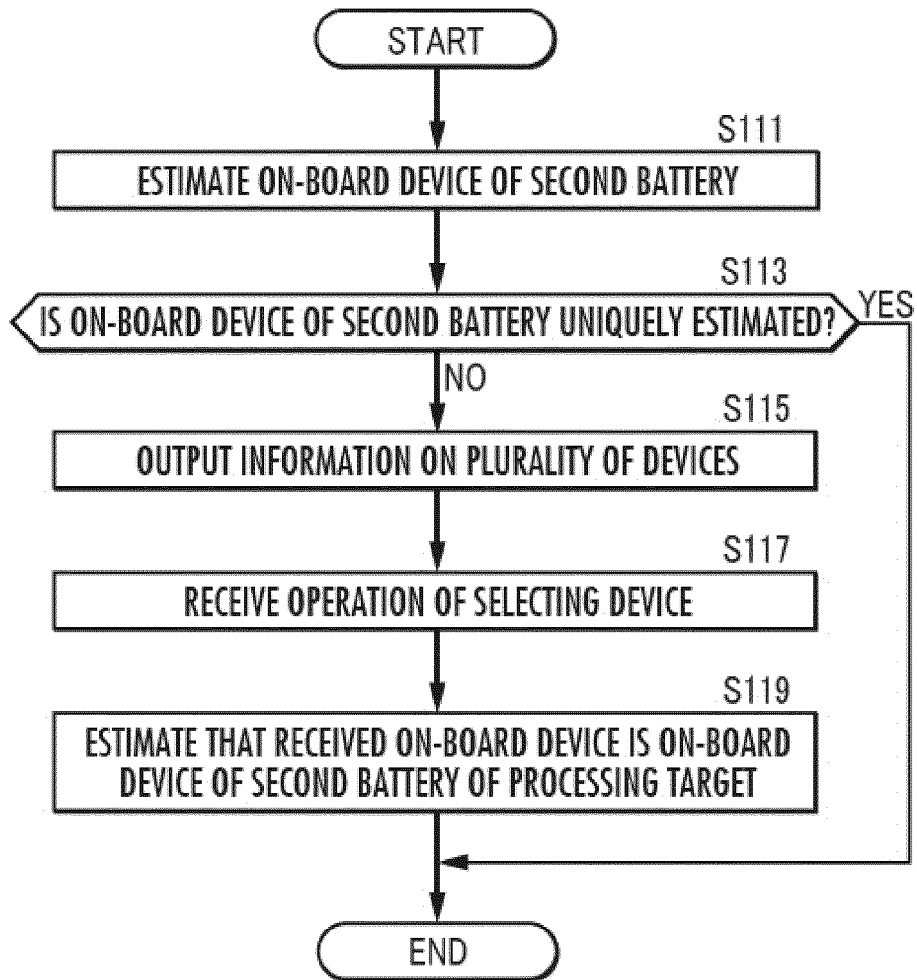 START
S111
ESTIMATE ON-BOARD DEVICE OF SECOND BATTERY
S113
IS ON-BOARD DEVICE OF SECOND BATTERY UNIQUELY ESTIMATED?
YES
NO
S115
OUTPUT INFORMATION ON PLURALITY OF DEVICES
S117
RECEIVE OPERATION OF SELECTING DEVICE
S119
ESTIMATE THAT RECEIVED ON-BOARD DEVICE IS ON-BOARD
DEVICE OF SECOND BATTERY OF PROCESSING TARGET
END